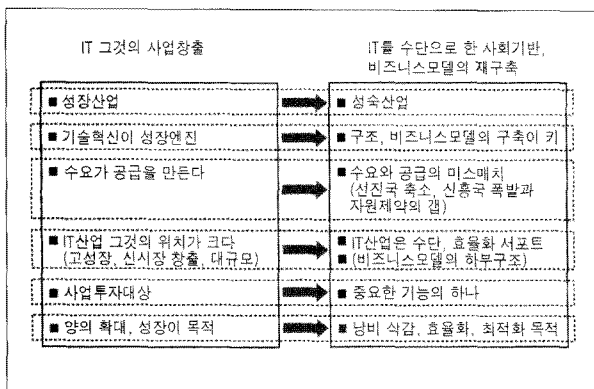 IT 그것의 사업창출
IT를 수단으로 한 사회기반,
비즈니스모델의 재구축
■ 성장산업
■ 성숙산업
■ 기술혁신이 성장엔진
■ 구조, 비즈니스모델의 구축이 키
■ 수요가 공급을 만든다
■ 수요와 공급의 미스매치
(선진국 축소, 신흥국 폭발과
자원제약의 갭)
■ IT산업 그것의 위치가 크다
(고성장, 신시장 창출, 대규모)
■ IT산업은 수단, 효율화 서포트
■ (비즈니스모델의 하부구조)
■ 사업투자대상
■ 중요한 기능의 하나
■ 양의 확대, 성장이 목적
■ 낭비 삭감, 효율화, 최적화 목적